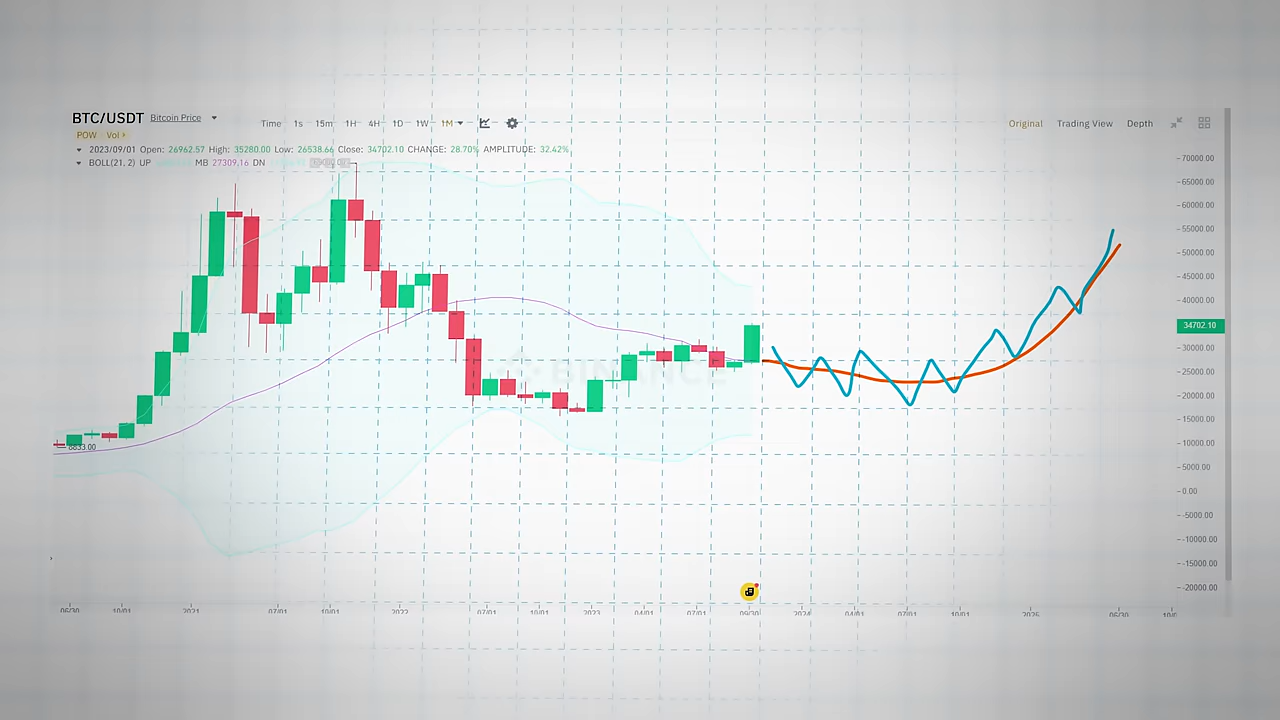 BTC/USDT Bitcoin Price
Time 1s 15m 1H 4H 1D 1W 1M
Original Trading View Depth
POW Vol
2023/09/01 Open: 26962.57 High: 35280.00 Low: 26538.66 Close: 34702.10 CHANGE: 28.70% AMPLITUDE: 32.42%
BOLL(21, 2) UP MB 27309.16 DN
70000.00
65000.00
60000.00
55000.00
50000.00
45000.00
40000.00
34702.10
30000.00
25000.00
20000.00
15000.00
10000.00
5000.00
0.00
-5000.00
-10000.00
-15000.00
-20000.00
BINANCE
06/30 10/01 2021 07/01 10/01 2022 07/01 10/01 2023 04/01 07/01 09/30 2024 04/01 07/01 10/01 2025 06/30